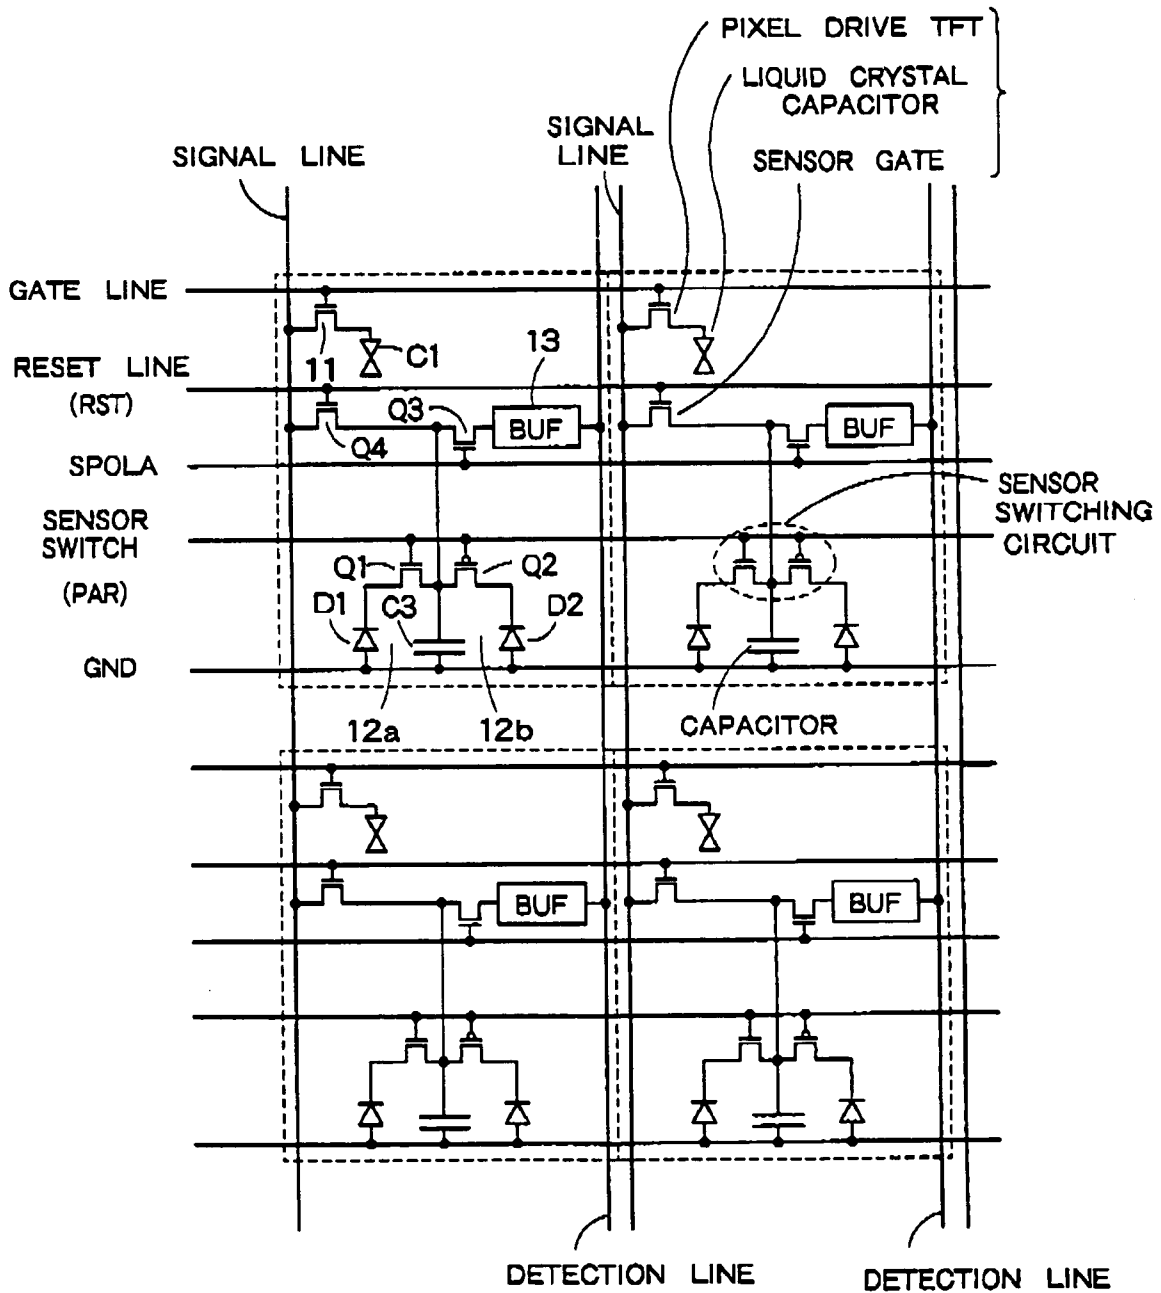 PIXEL DRIVE TFT
LIQUID CRYSTAL
CAPACITOR
SIGNAL
LINE
SIGNAL LINE
SENSOR GATE
GATE LINE
11
C1
13
RESET LINE
(RST)
Q3
BUF
BUF
Q4
SPOLA
SENSOR
SWITCHING
CIRCUIT
SENSOR
SWITCH
(PAR)
Q1
Q2
D1
C3
D2
GND
12a
12b
CAPACITOR
BUF
BUF
DETECTION LINE
DETECTION LINE